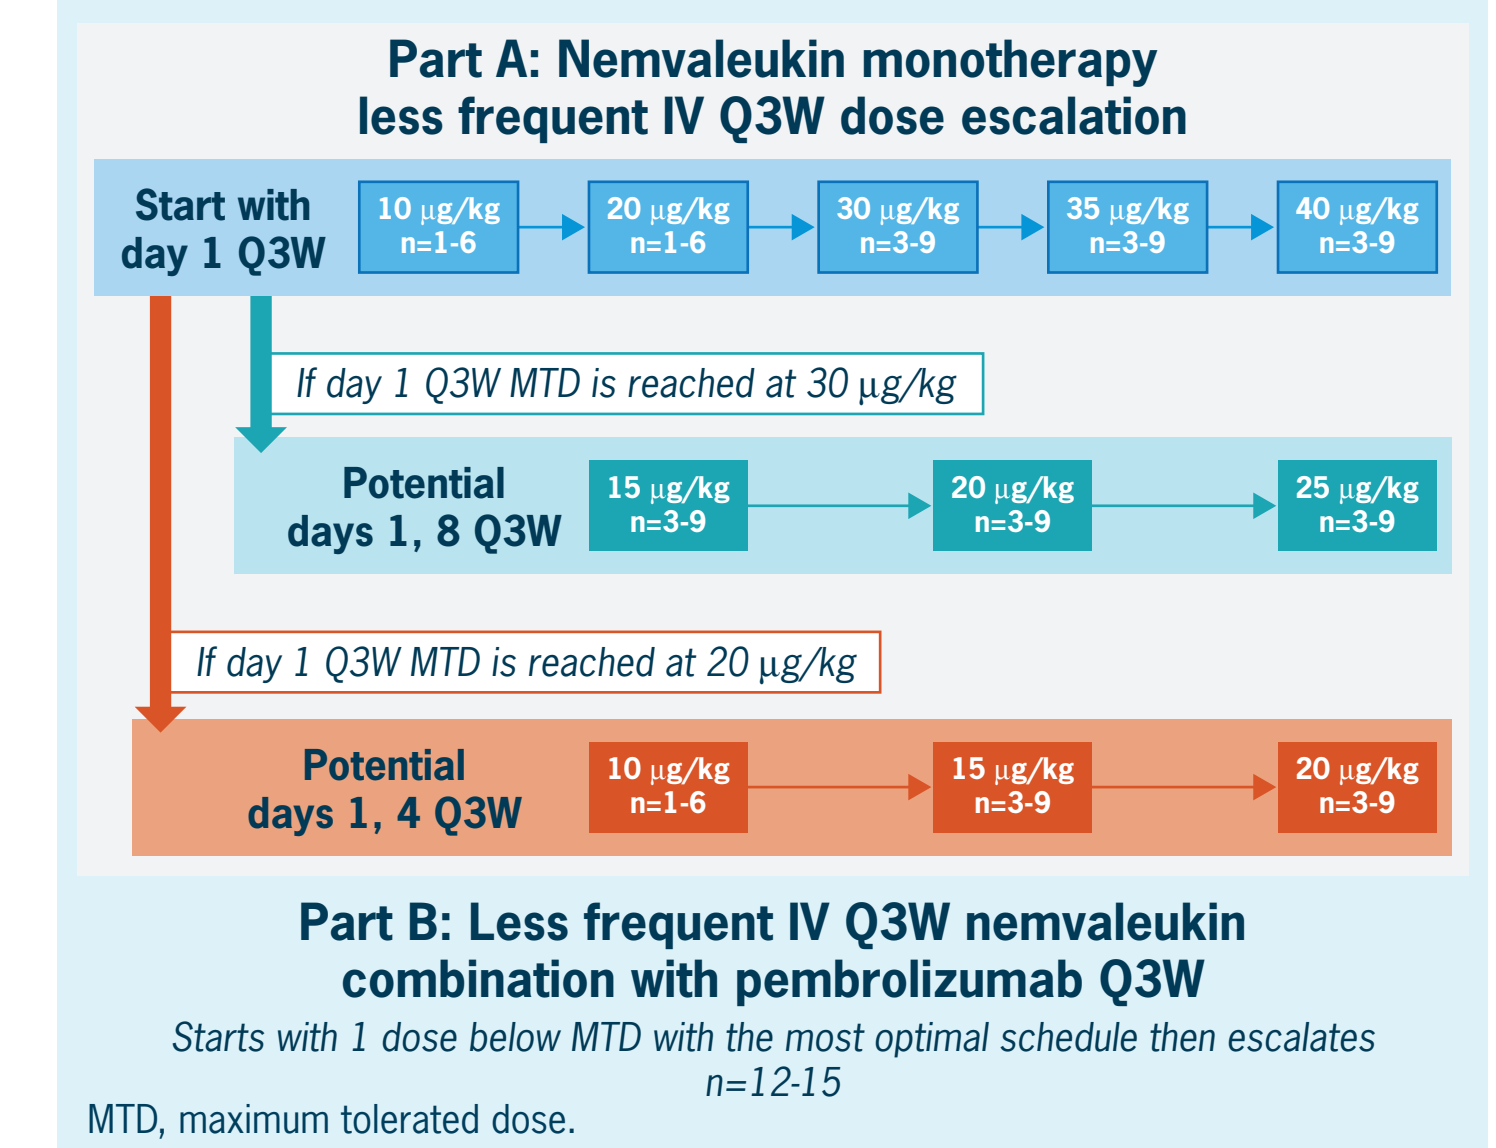 Part A: Nemvaleukin monotherapy
less frequent IV Q3W dose escalation
Start with
day 1 Q3W
10 μg/kg
n=1-6
20 μg/kg
n=1-6
30 μg/kg
n=3-9
35 μg/kg
n=3-9
40 μg/kg
n=3-9
If day 1 Q3W MTD is reached at 30 μg/kg
Potential
days 1, 8 Q3W
15 μg/kg
n=3-9
20 μg/kg
n=3-9
25 μg/kg
n=3-9
If day 1 Q3W MTD is reached at 20 μg/kg
Potential
days 1, 4 Q3W
10 μg/kg
n=1-6
15 μg/kg
n=3-9
20 μg/kg
n=3-9
Part B: Less frequent IV Q3W nemvaleukin
combination with pembrolizumab Q3W
Starts with 1 dose below MTD with the most optimal schedule then escalates
n=12-15
MTD, maximum tolerated dose.